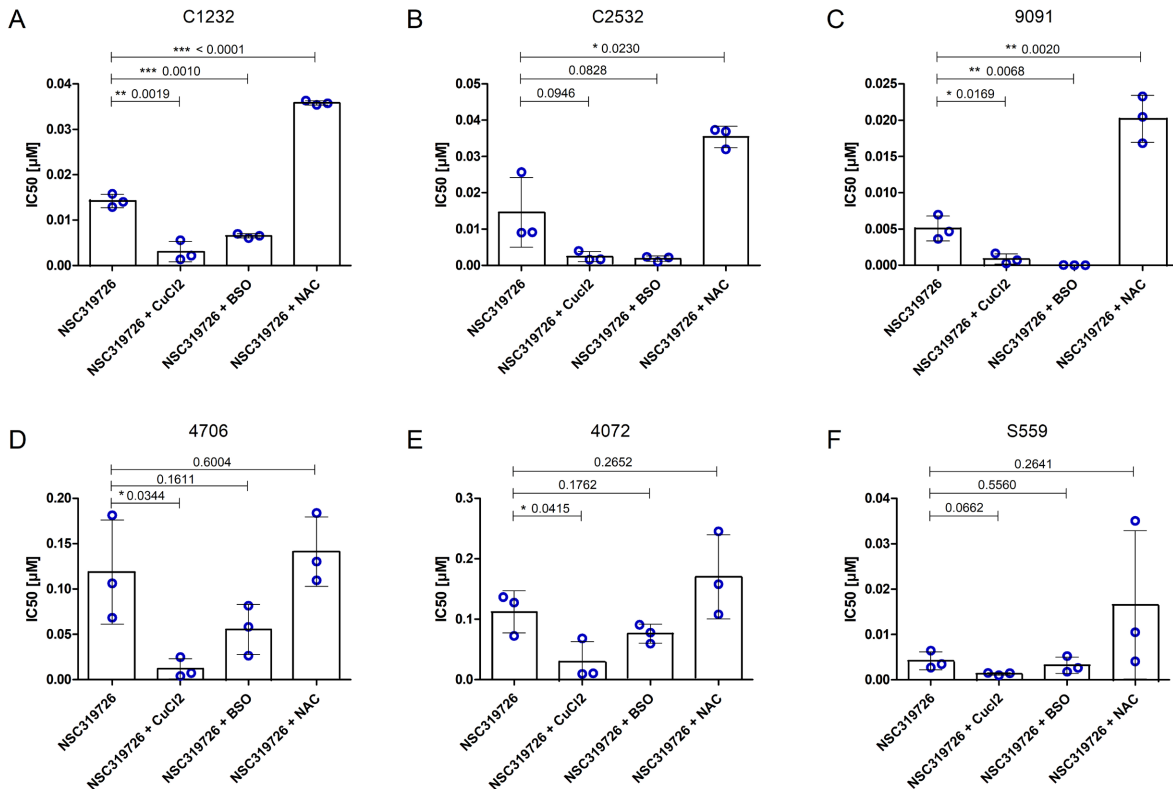 A
C1232
*** < 0.0001
*** 0.0010
** 0.0019
IC50 [µM]
0.04
0.03
0.02
0.01
0.00
NSC319726
NSC319726 + CuCl2
NSC319726 + BSO
NSC319726 + NAC
B
C2532
* 0.0230
0.0828
0.0946
IC50 [µM]
0.05
0.04
0.03
0.02
0.01
0.00
NSC319726
NSC319726 + CuCl2
NSC319726 + BSO
NSC319726 + NAC
C
9091
** 0.0020
** 0.0068
* 0.0169
IC50 [µM]
0.025
0.020
0.015
0.010
0.005
0.000
NSC319726
NSC319726 + CuCl2
NSC319726 + BSO
NSC319726 + NAC
D
4706
0.6004
0.1611
* 0.0344
IC50 [µM]
0.20
0.15
0.10
0.05
0.00
NSC319726
NSC319726 + CuCl2
NSC319726 + BSO
NSC319726 + NAC
E
4072
0.2652
0.1762
* 0.0415
IC50 [µM]
0.3
0.2
0.1
0.0
NSC319726
NSC319726 + CuCl2
NSC319726 + BSO
NSC319726 + NAC
F
S559
0.2641
0.5560
0.0662
IC50 [µM]
0.04
0.03
0.02
0.01
0.00
NSC319726
NSC319726 + CuCl2
NSC319726 + BSO
NSC319726 + NAC